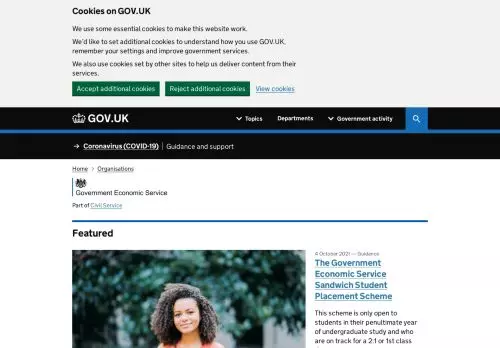 Cookies on GOV.UK
We use some essential cookies to make this website work.
We'd like to set additional cookies to understand how you use GOV.UK,
remember your settings and improve government services.
We also use cookies set by other sites to help us deliver content from their
services.
Accept additional cookies Reject additional cookies View cookies
GOV.UK Topics Departments Government activity
→ Coronavirus (COVID-19) Guidance and support
Home > Organisations
Government Economic Service
Part of Civil Service
Featured
4 October 2021 — Guidance
The Government
Economic Service
Sandwich Student
Placement Scheme
This scheme is only open to
students in their penultimate year
of undergraduate study and who
are on track for a 2:1 or 1st class